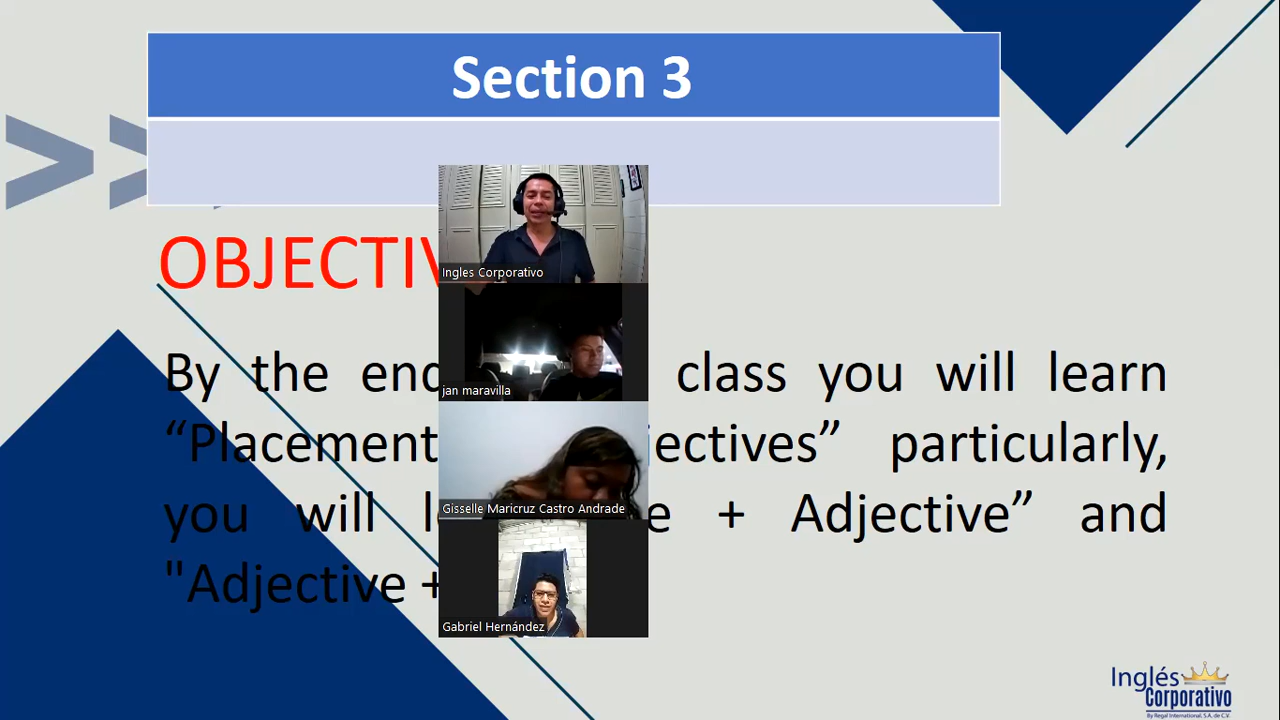 Section 3
OBJECTIV
By the end class you will learn
“Placement jectives” particularly,
you will l e + Adjective” and
"Adjective +
Ingles Corporativo
jan maravilla
Gisselle Maricruz Castro Andrade
Gabriel Hernández
Inglés
Corporativo
By Regal International, S.A. de C.V.